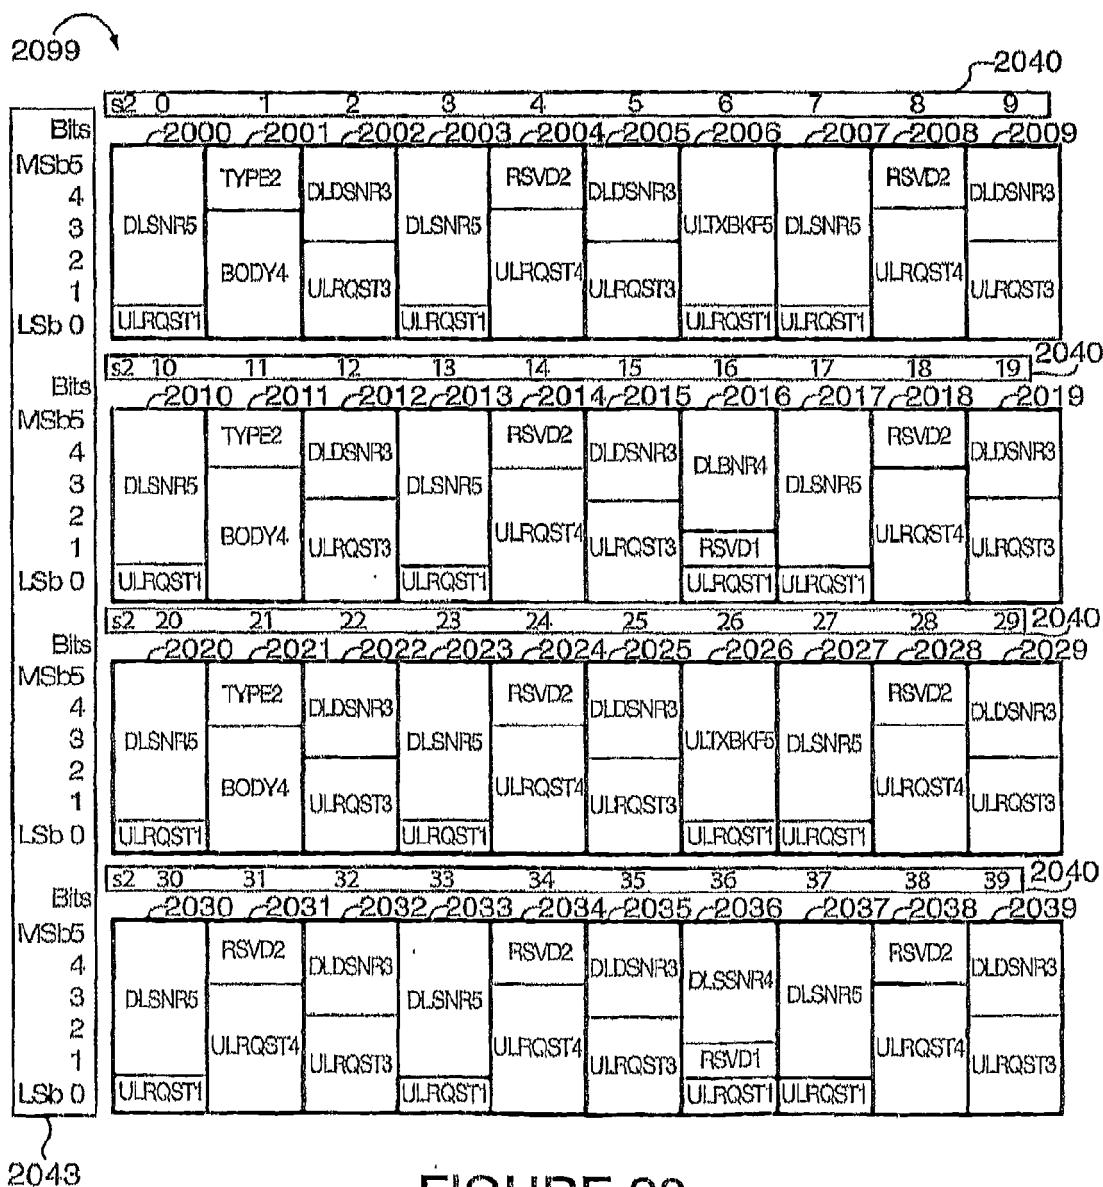 2099
2040
s2 0 1 2 3 4 5 6 7 8 9
Bits 2000 2001 2002 2003 2004 2005 2006 2007 2008 2009
MSb5 TYPE2 RSVD2 RSVD2
4 DLDSNR3 DLDSNR3 DLDSNR3
3 DLSNR5 DLSNR5 ULTXBKF5 DLSNR5
2 BODY4 ULRQST4 ULRQST4
1 ULRQST3 ULRQST3 ULRQST3
LSb 0 ULRQST1 ULRQST1 ULRQST1 ULRQST1
s2 10 11 12 13 14 15 16 17 18 19 2040
Bits 2010 2011 2012 2013 2014 2015 2016 2017 2018 2019
MSb5 TYPE2 RSVD2 RSVD2
4 DLDSNR3 DLDSNR3 DLBNR4 DLDSNR3
3 DLSNR5 DLSNR5 DLSNR5
2
1 BODY4 ULRQST3 ULRQST4 ULRQST3 RSVD1 ULRQST4 ULRQST3
LSb 0 ULRQST1 ULRQST1 ULRQST1 ULRQST1
s2 20 21 22 23 24 25 26 27 28 29 2040
Bits 2020 2021 2022 2023 2024 2025 2026 2027 2028 2029
MSb5 TYPE2 RSVD2 RSVD2
4 DLDSNR3 DLDSNR3 DLDSNR3
3 DLSNR5 DLSNR5 ULTXBKF5 DLSNR5
2
1 BODY4 ULRQST3 ULRQST4 ULRQST3 ULRQST4 ULRQST3
LSb 0 ULRQST1 ULRQST1 ULRQST1 ULRQST1
s2 30 31 32 33 34 35 36 37 38 39 2040
Bits 2030 2031 2032 2033 2034 2035 2036 2037 2038 2039
MSb5 RSVD2 RSVD2 RSVD2
4 DLDSNR3 DLDSNR3 DLSSNR4 DLDSNR3
3 DLSNR5 DLSNR5 DLSNR5
2
1 ULRQST4 ULRQST3 ULRQST4 ULRQST3 RSVD1 ULRQST4 ULRQST3
LSb 0 ULRQST1 ULRQST1 ULRQST1 ULRQST1
2043